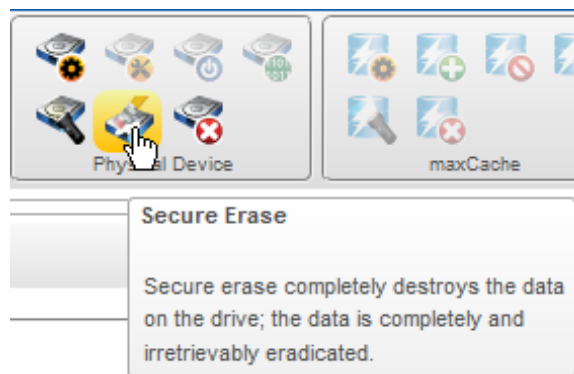 Physical Device
maxCache
Secure Erase
Secure erase completely destroys the data
on the drive; the data is completely and
irretrievably eradicated.